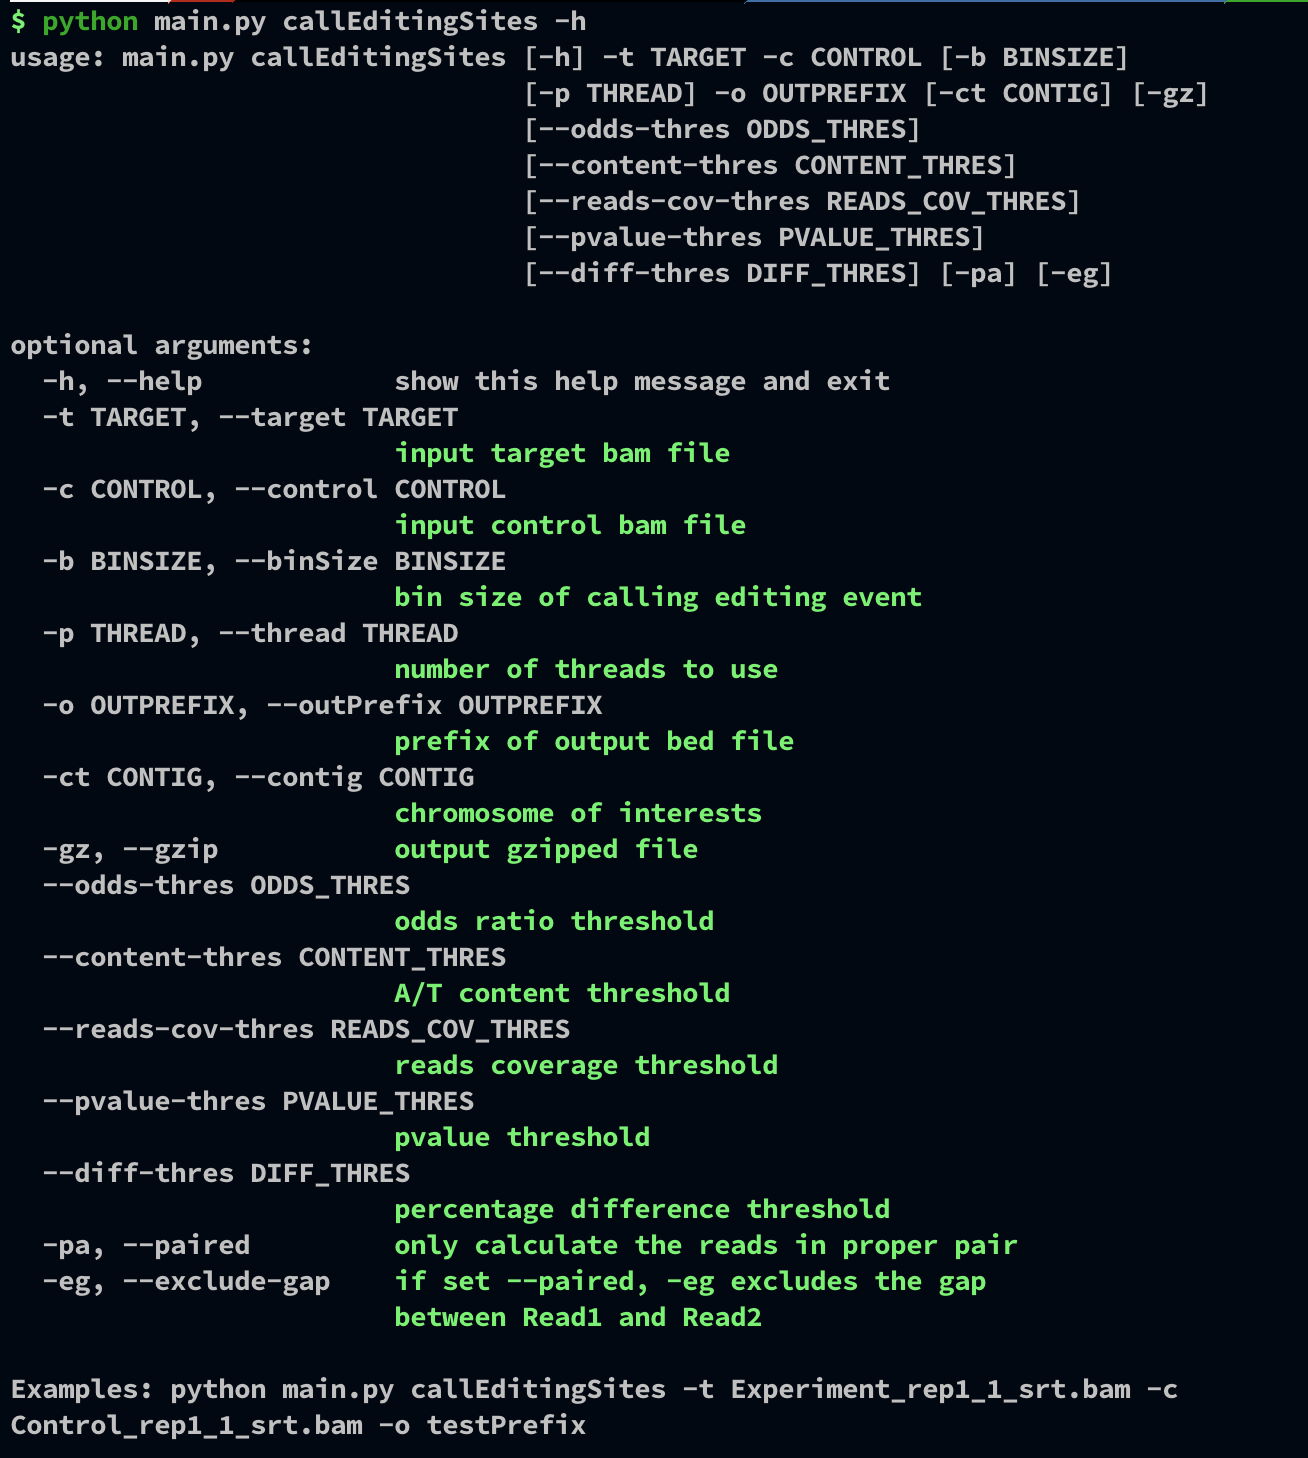 $ python main.py callEditingSites -h
usage: main.py callEditingSites [-h] -t TARGET -c CONTROL [-b BINSIZE]
[-p THREAD] -o OUTPREFIX [-ct CONTIG] [-gz]
[--odds-thres ODDS_THRES]
[--content-thres CONTENT_THRES]
[--reads-cov-thres READS_COV_THRES]
[--pvalue-thres PVALUE_THRES]
[--diff-thres DIFF_THRES] [-pa] [-eg]
optional arguments:
-h, --help show this help message and exit
-t TARGET, --target TARGET
input target bam file
-c CONTROL, --control CONTROL
input control bam file
-b BINSIZE, --binSize BINSIZE
bin size of calling editing event
-p THREAD, --thread THREAD
number of threads to use
-o OUTPREFIX, --outPrefix OUTPREFIX
prefix of output bed file
-ct CONTIG, --contig CONTIG
chromosome of interests
-gz, --gzip output gzipped file
--odds-thres ODDS_THRES
odds ratio threshold
--content-thres CONTENT_THRES
A/T content threshold
--reads-cov-thres READS_COV_THRES
reads coverage threshold
--pvalue-thres PVALUE_THRES
pvalue threshold
--diff-thres DIFF_THRES
percentage difference threshold
-pa, --paired only calculate the reads in proper pair
-eg, --exclude-gap if set --paired, -eg excludes the gap
between Read1 and Read2
Examples: python main.py callEditingSites -t Experiment_rep1_1_srt.bam -c
Control_rep1_1_srt.bam -o testPrefix